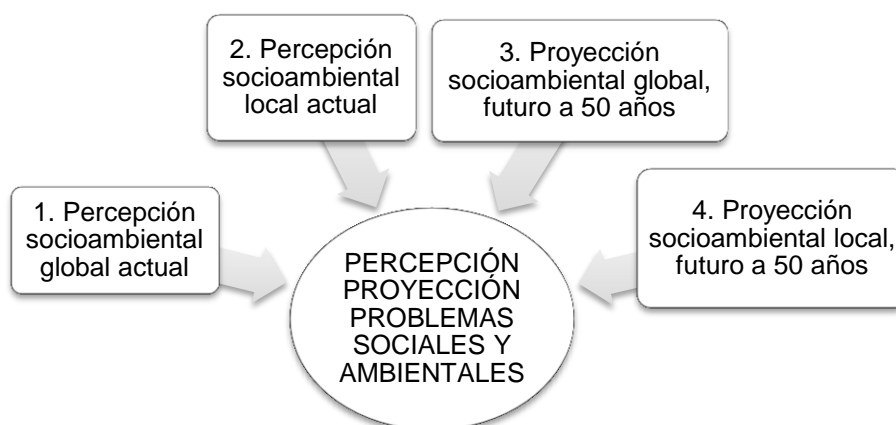 1. Percepción
socioambiental
global actual
2. Percepción
socioambiental
local actual
3. Proyección
socioambiental global,
futuro a 50 años
4. Proyección
socioambiental local,
futuro a 50 años
PERCEPCIÓN
PROYECCIÓN
PROBLEMAS
SOCIALES Y
AMBIENTALES